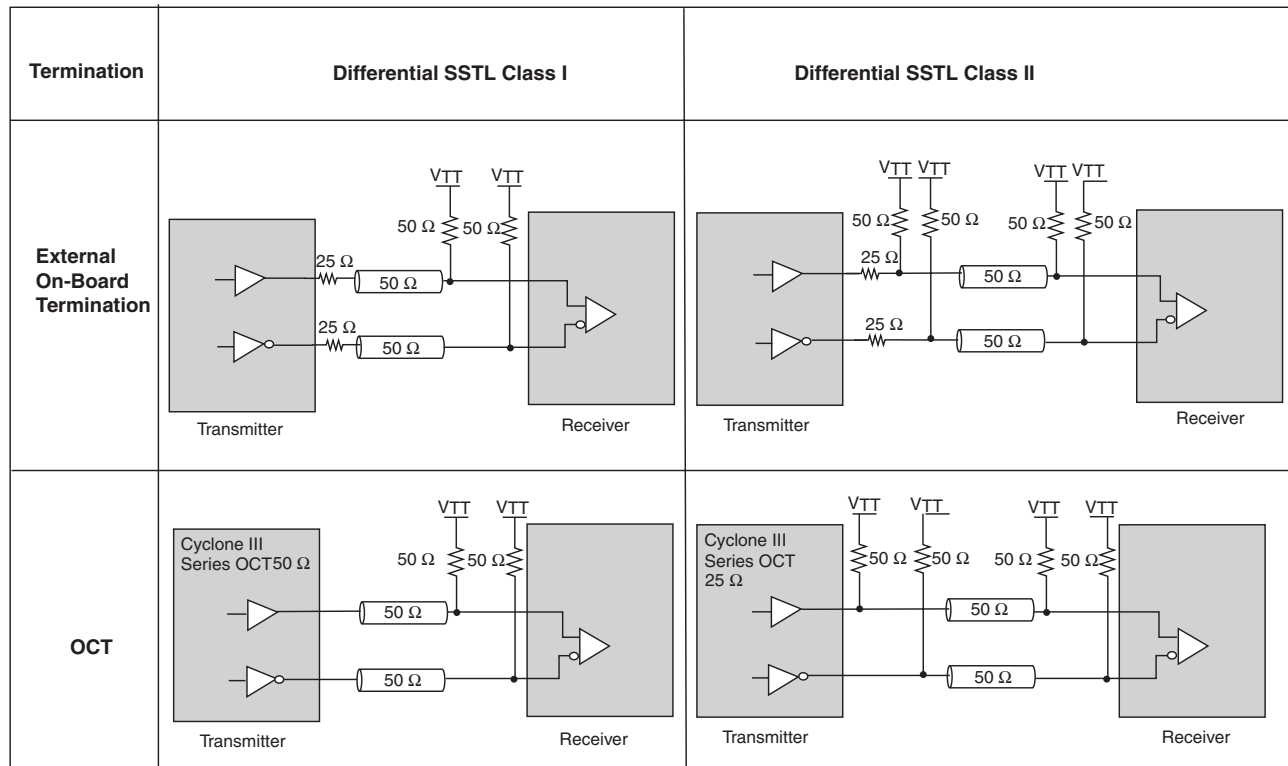 Termination
Differential SSTL Class I
Differential SSTL Class II
External
On-Board
Termination
VTT VTT
50 Ω 50 Ω
25 Ω
50 Ω
25 Ω
50 Ω
Transmitter
Receiver
VTT VTT VTT VTT
50 Ω 50 Ω 50 Ω 50 Ω
25 Ω
50 Ω
25 Ω
50 Ω
Transmitter
Receiver
OCT
Cyclone III
Series OCT 50 Ω
VTT VTT
50 Ω 50 Ω
50 Ω
50 Ω
Transmitter
Receiver
Cyclone III
Series OCT
25 Ω
VTT VTT VTT VTT
50 Ω 50 Ω 50 Ω 50 Ω
50 Ω
50 Ω
Transmitter
Receiver